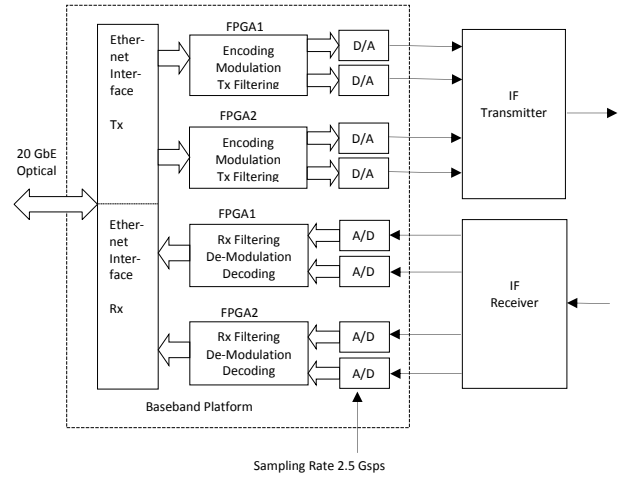 FPGA1
Ether-
net
Inter-
face
Tx
Encoding
Modulation
Tx Filtering
D/A
D/A
IF
Transmitter
FPGA2
Encoding
Modulation
Tx Filtering
D/A
D/A
20 GbE
Optical
FPGA1
Ether-
net
Inter-
face
Rx
Rx Filtering
De-Modulation
Decoding
A/D
A/D
IF
Receiver
FPGA2
Rx Filtering
De-Modulation
Decoding
A/D
A/D
Baseband Platform
Sampling Rate 2.5 Gsps